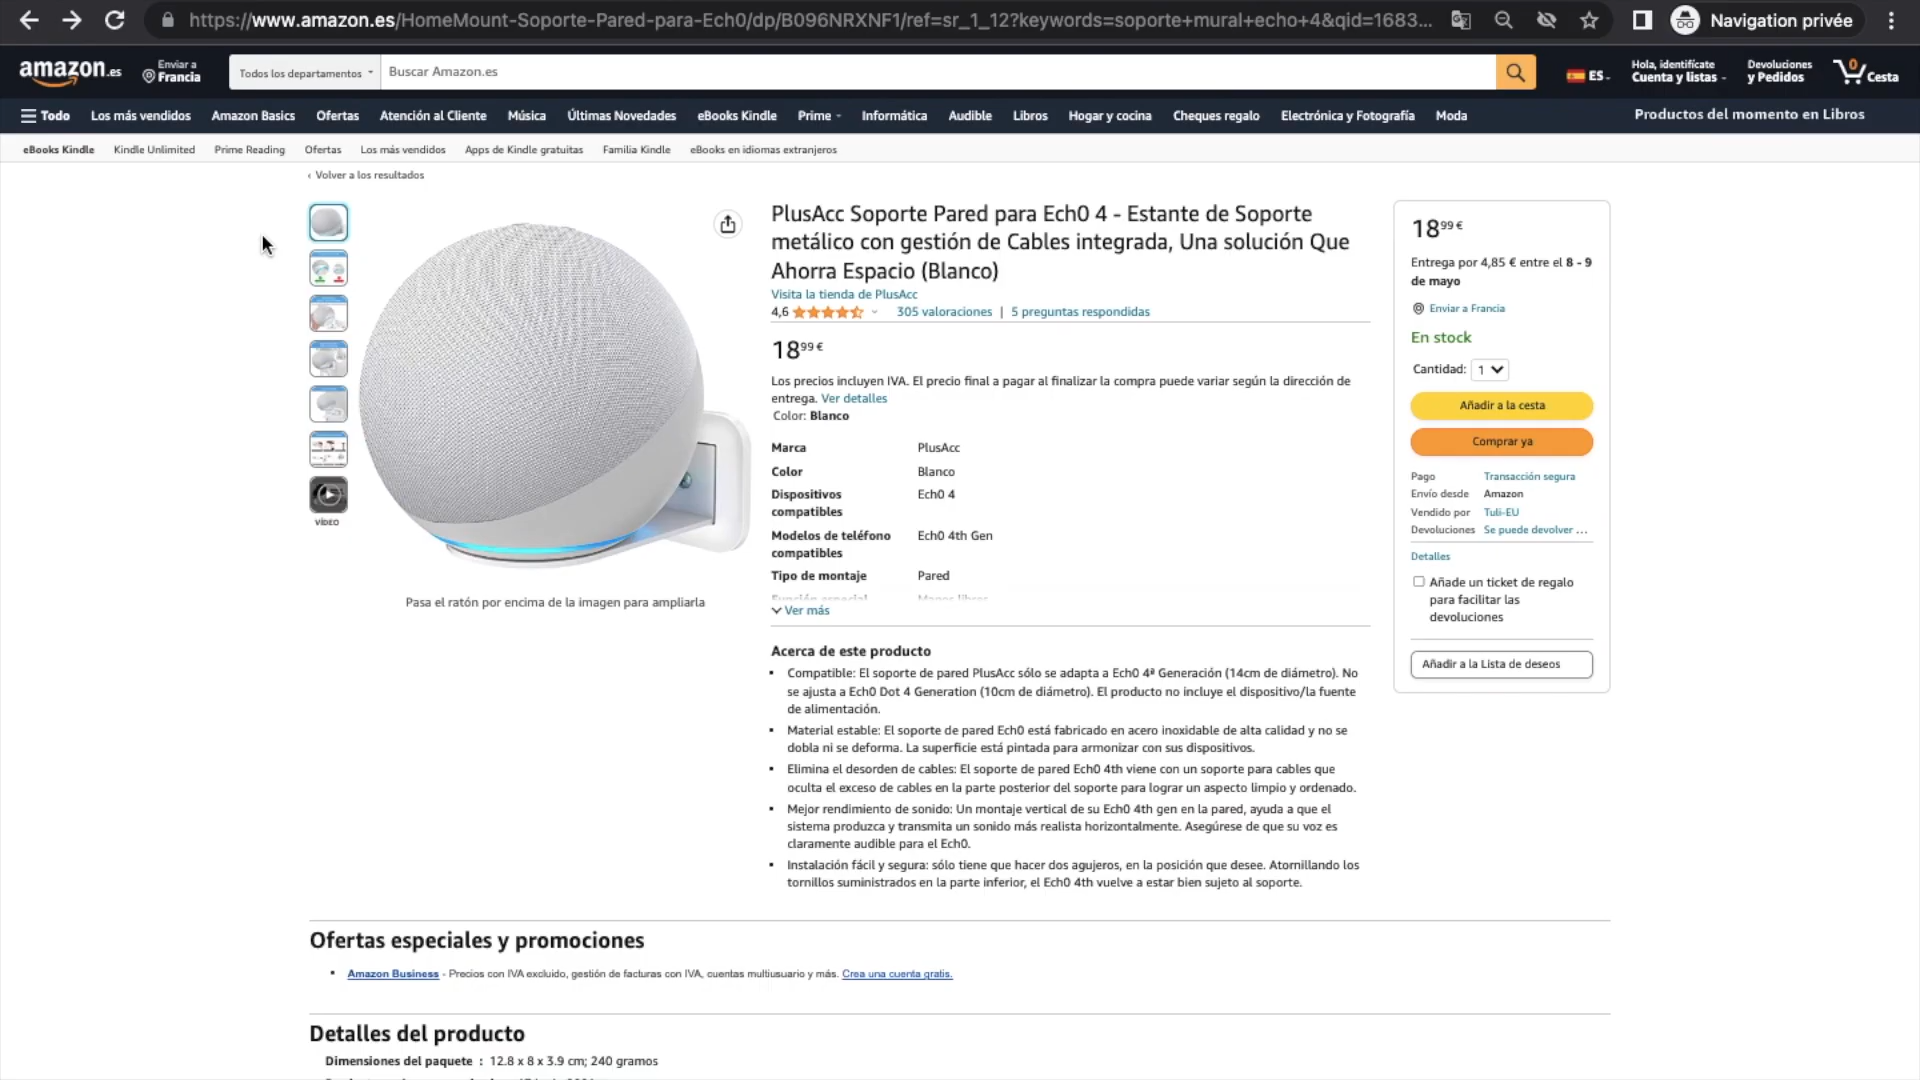 https://www.amazon.es/HomeMount-Soporte-Pared-para-Ech0/dp/B096NRXNF1/ref=sr_1_12?keywords=soporte+mural+echo+4&qid=1683...
Navigation privée
amazon.es
Enviar a
Francia
Todos los departamentos
Buscar Amazon.es
ES
Hola, identifícate
Cuenta y listas
Devoluciones
y Pedidos
0
Cesta
Todo
Los más vendidos
Amazon Basics
Ofertas
Atención al Cliente
Música
Últimas Novedades
eBooks Kindle
Prime
Informática
Audible
Libros
Hogar y cocina
Cheques regalo
Electrónica y Fotografía
Moda
Productos del momento en Libros
eBooks Kindle
Kindle Unlimited
Prime Reading
Ofertas
Los más vendidos
Apps de Kindle gratuitas
Familia Kindle
eBooks en idiomas extranjeros
‹ Volver a los resultados
VÍDEO
Pasa el ratón por encima de la imagen para ampliarla
PlusAcc Soporte Pared para Ech0 4 - Estante de Soporte
metálico con gestión de Cables integrada, Una solución Que
Ahorra Espacio (Blanco)
Visita la tienda de PlusAcc
4,6
305 valoraciones | 5 preguntas respondidas
18 99 €
Los precios incluyen IVA. El precio final a pagar al finalizar la compra puede variar según la dirección de
entrega. Ver detalles
Color: Blanco
Marca PlusAcc
Color Blanco
Dispositivos compatibles Ech0 4
Modelos de teléfono compatibles Ech0 4th Gen
Tipo de montaje Pared
Función especial Manos libres
Ver más
Acerca de este producto
▪ Compatible: El soporte de pared PlusAcc sólo se adapta a Ech0 4ª Generación (14cm de diámetro). No
se ajusta a Ech0 Dot 4 Generation (10cm de diámetro). El producto no incluye el dispositivo/la fuente
de alimentación.
▪ Material estable: El soporte de pared Ech0 está fabricado en acero inoxidable de alta calidad y no se
dobla ni se deforma. La superficie está pintada para armonizar con sus dispositivos.
▪ Elimina el desorden de cables: El soporte de pared Ech0 4th viene con un soporte para cables que
oculta el exceso de cables en la parte posterior del soporte para lograr un aspecto limpio y ordenado.
▪ Mejor rendimiento de sonido: Un montaje vertical de su Ech0 4th gen en la pared, ayuda a que el
sistema produzca y transmita un sonido más realista horizontalmente. Asegúrese de que su voz es
claramente audible para el Ech0.
▪ Instalación fácil y segura: sólo tiene que hacer dos agujeros, en la posición que desee. Atornillando los
tornillos suministrados en la parte inferior, el Ech0 4th vuelve a estar bien sujeto al soporte.
18 99 €
Entrega por 4,85 € entre el 8 - 9
de mayo
Enviar a Francia
En stock
Cantidad: 1
Añadir a la cesta
Comprar ya
Pago Transacción segura
Envío desde Amazon
Vendido por Tuli-EU
Devoluciones Se puede devolver ...
Detalles
Añade un ticket de regalo
para facilitar las
devoluciones
Añadir a la Lista de deseos
Ofertas especiales y promociones
▪ Amazon Business - Precios con IVA excluido, gestión de facturas con IVA, cuentas multiusuario y más. Crea una cuenta gratis.
Detalles del producto
Dimensiones del paquete : 12.8 x 8 x 3.9 cm; 240 gramos